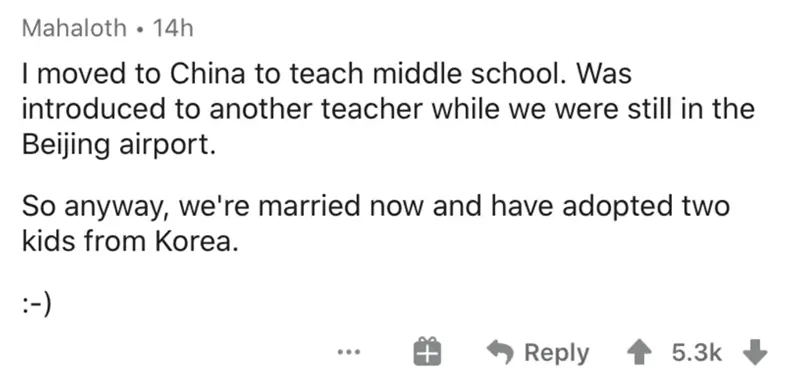 Mahaloth • 14h
I moved to China to teach middle school. Was
introduced to another teacher while we were still in the
Beijing airport.
So anyway, we're married now and have adopted two
kids from Korea.
:-)
... Reply 5.3k